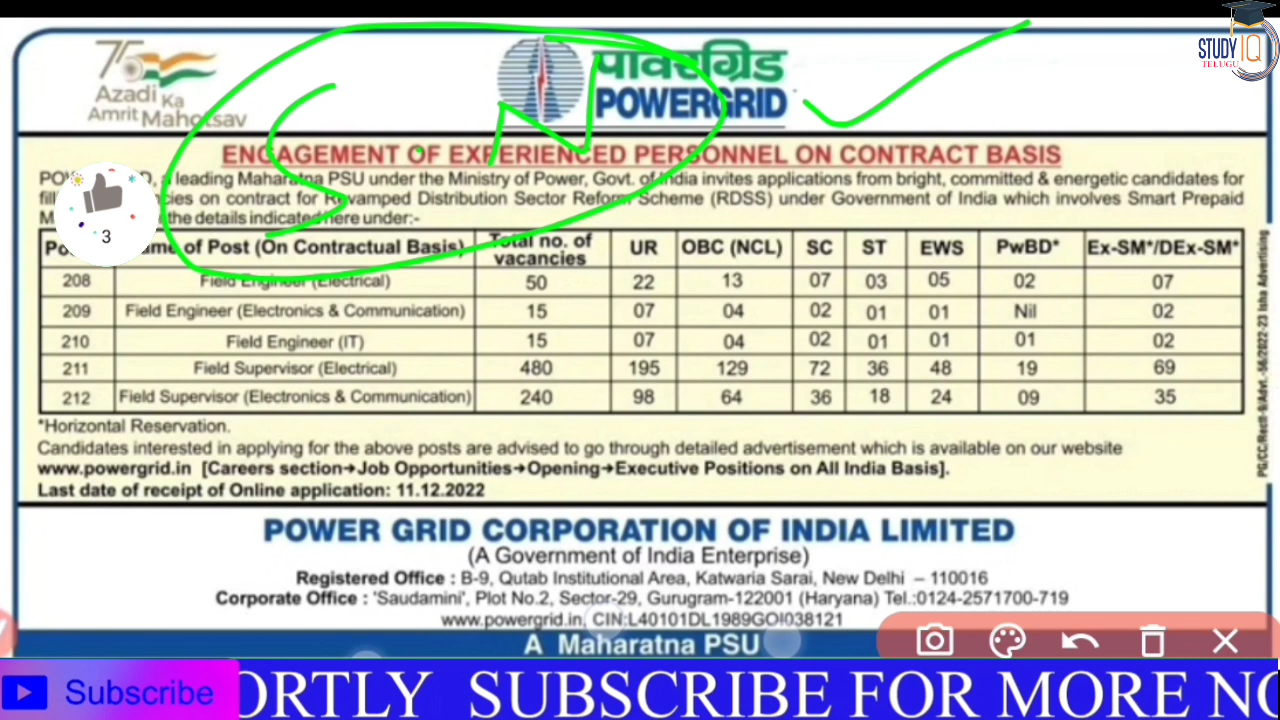 STUDY IQ
TELUGU
75
Azadi Ka
Amrit Mahotsav
पावरग्रिड
POWERGRID
ENGAGEMENT OF EXPERIENCED PERSONNEL ON CONTRACT BASIS
a leading Maharatna PSU under the Ministry of Power, Govt. of India invites applications from bright, committed & energetic candidates for
on contract for Revamped Distribution Sector Reform Scheme (RDSS) under Government of India which involves Smart Prepaid
the details indicated here under:-
3
of Post (On Contractual Basis) Total no. of vacancies UR OBC (NCL) SC ST EWS PwBD* Ex-SM*/DEx-SM*
208 Field Engineer (Electrical) 50 22 13 07 03 05 02 07
209 Field Engineer (Electronics & Communication) 15 07 04 02 01 01 Nil 02
210 Field Engineer (IT) 15 07 04 02 01 01 01 02
211 Field Supervisor (Electrical) 480 195 129 72 36 48 19 69
212 Field Supervisor (Electronics & Communication) 240 98 64 36 18 24 09 35
*Horizontal Reservation.
Candidates interested in applying for the above posts are advised to go through detailed advertisement which is available on our website
www.powergrid.in [Careers section→Job Opportunities→Opening→Executive Positions on All India Basis].
Last date of receipt of Online application: 11.12.2022
PG/CC/Rectt-9/Advt.-56/2022-23 Isha Advertising
POWER GRID CORPORATION OF INDIA LIMITED
(A Government of India Enterprise)
Registered Office : B-9, Qutab Institutional Area, Katwaria Sarai, New Delhi – 110016
Corporate Office : 'Saudamini', Plot No.2, Sector-29, Gurugram-122001 (Haryana) Tel.:0124-2571700-719
www.powergrid.in, CIN:L40101DL1989GOI038121
A Maharatna PSU
Subscribe
SUBSCRIBE FOR MORE